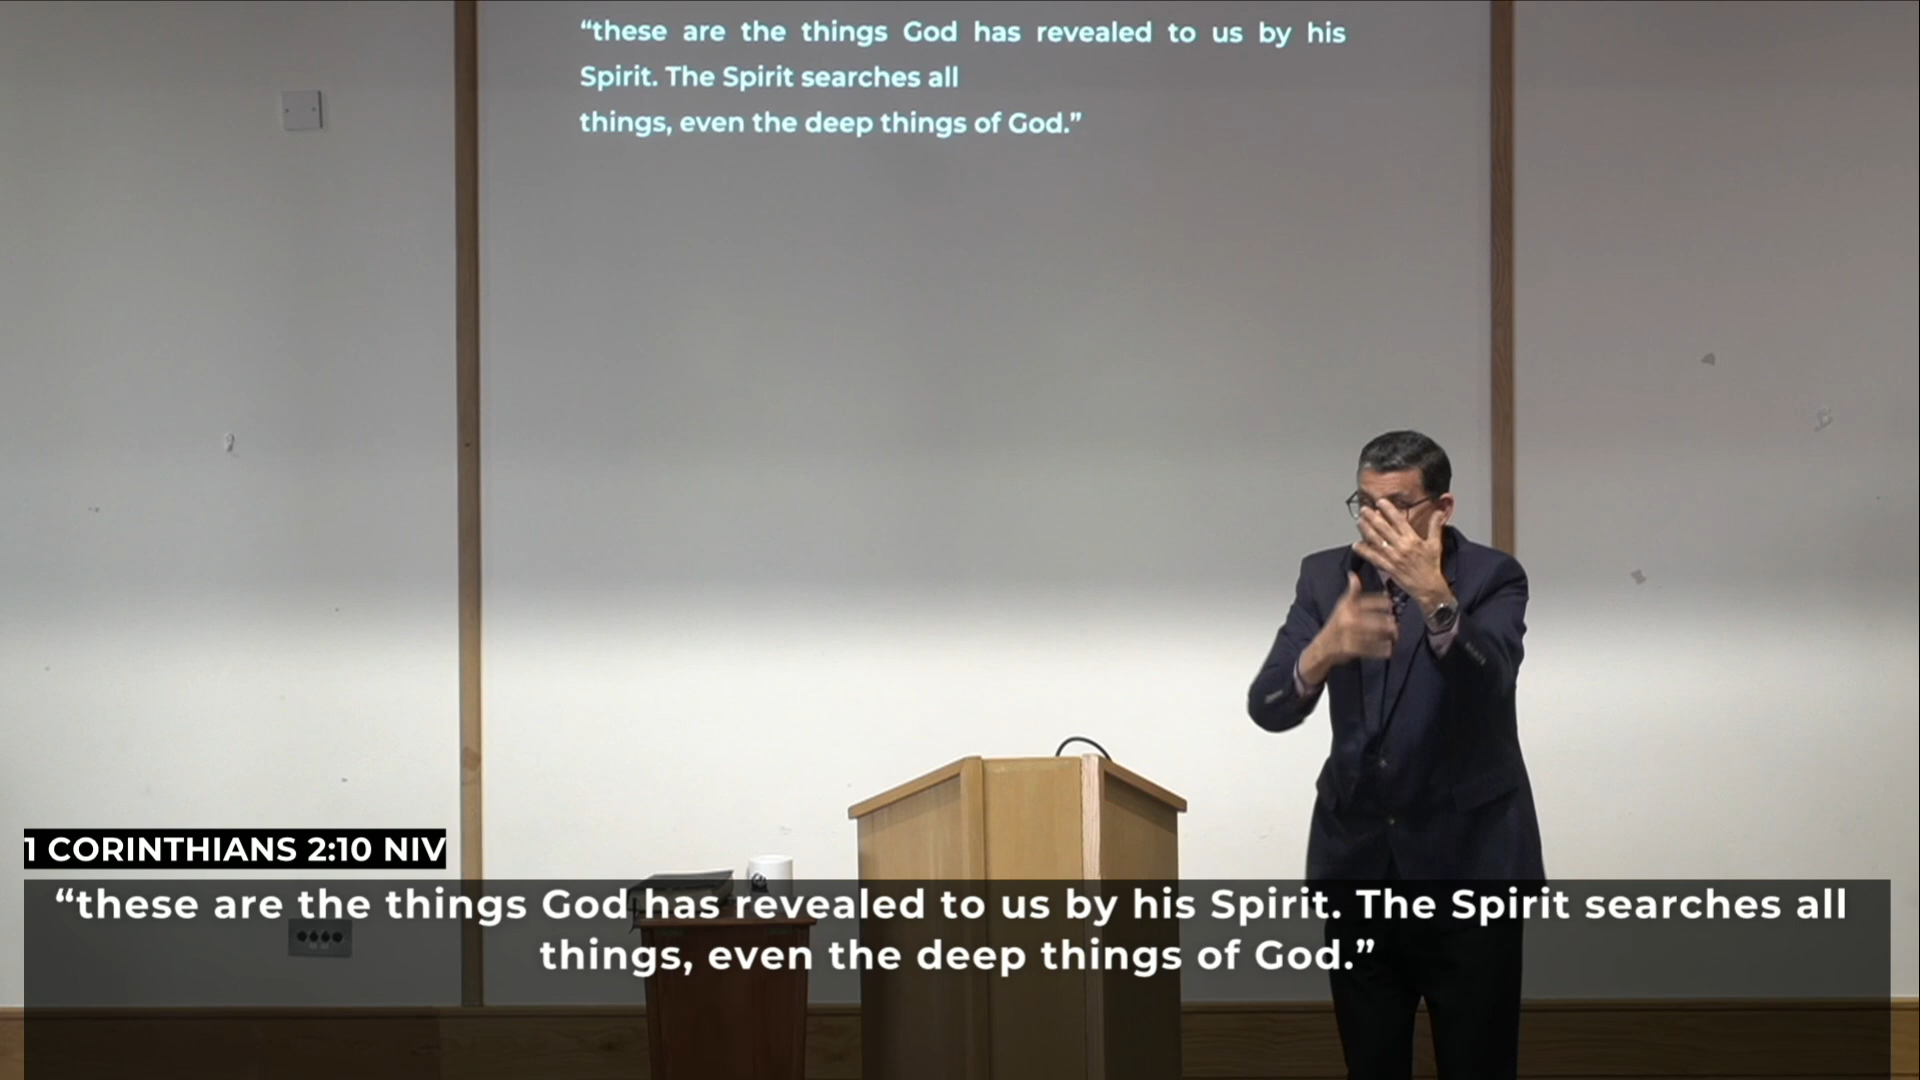 “these are the things God has revealed to us by his
Spirit. The Spirit searches all
things, even the deep things of God.”
1 CORINTHIANS 2:10 NIV
“these are the things God has revealed to us by his Spirit. The Spirit searches all
things, even the deep things of God.”